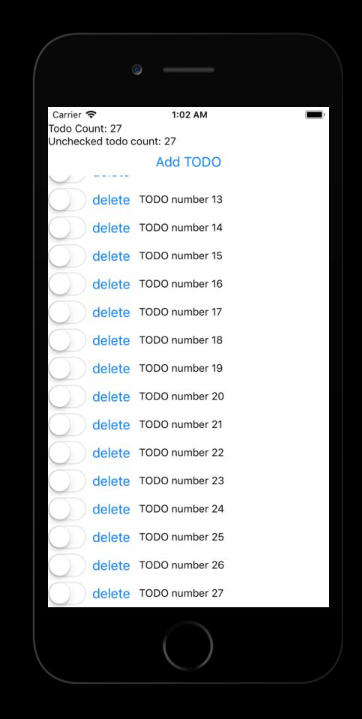 Carrier 1:02 AM
Todo Count: 27
Unchecked todo count: 27
Add TODO
delete TODO number 13
delete TODO number 14
delete TODO number 15
delete TODO number 16
delete TODO number 17
delete TODO number 18
delete TODO number 19
delete TODO number 20
delete TODO number 21
delete TODO number 22
delete TODO number 23
delete TODO number 24
delete TODO number 25
delete TODO number 26
delete TODO number 27